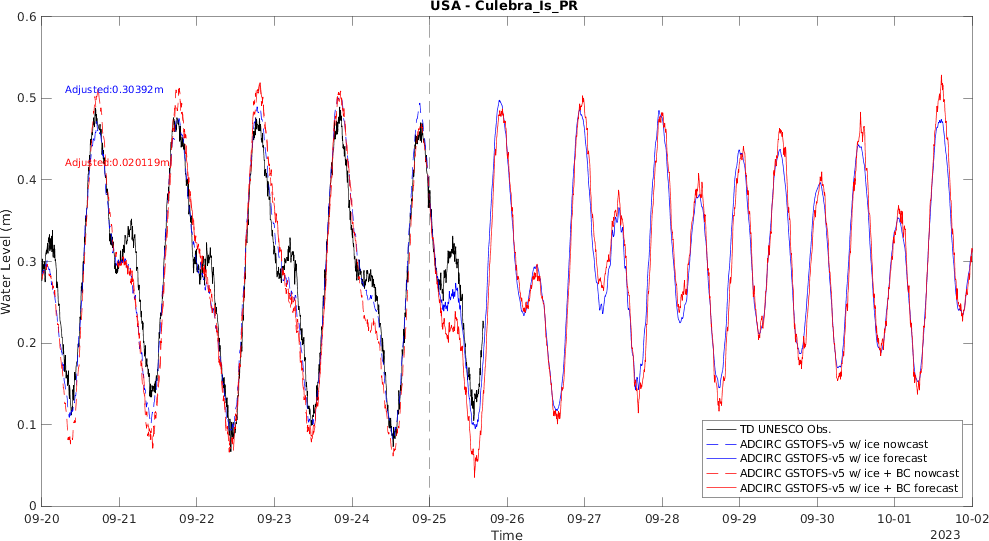 USA - Culebra_Is_PR
0.6
0.5
0.4
0.3
0.2
0.1
0
Water Level (m)
Adjusted:0.30392m
Adjusted:0.020119m
TD UNESCO Obs.
ADCIRC GSTOFS-v5 w/ ice nowcast
ADCIRC GSTOFS-v5 w/ ice forecast
ADCIRC GSTOFS-v5 w/ ice + BC nowcast
ADCIRC GSTOFS-v5 w/ ice + BC forecast
09-20 09-21 09-22 09-23 09-24 09-25 09-26 09-27 09-28 09-29 09-30 10-01 10-02
Time
2023